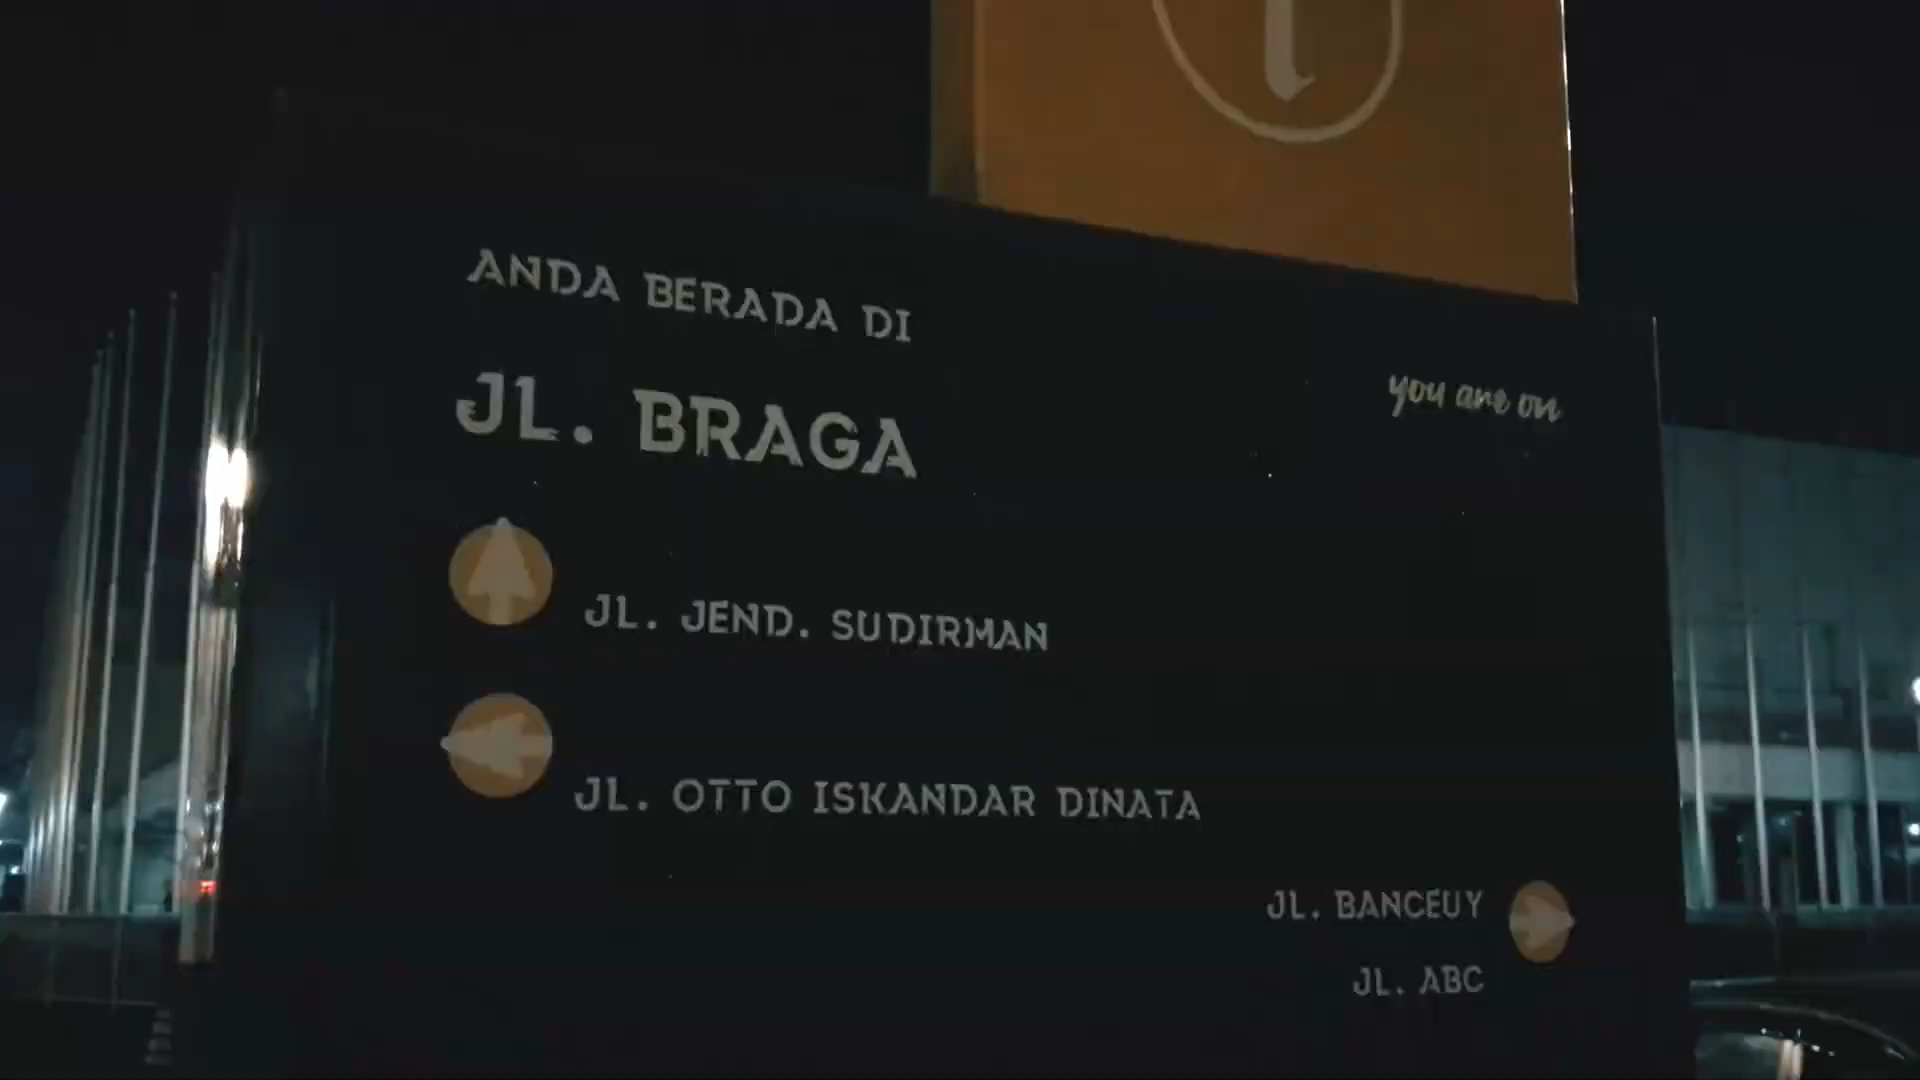 i
ANDA BERADA DI
you are on
JL. BRAGA
JL. JEND. SUDIRMAN
JL. OTTO ISKANDAR DINATA
JL. BANCEUY
JL. ABC